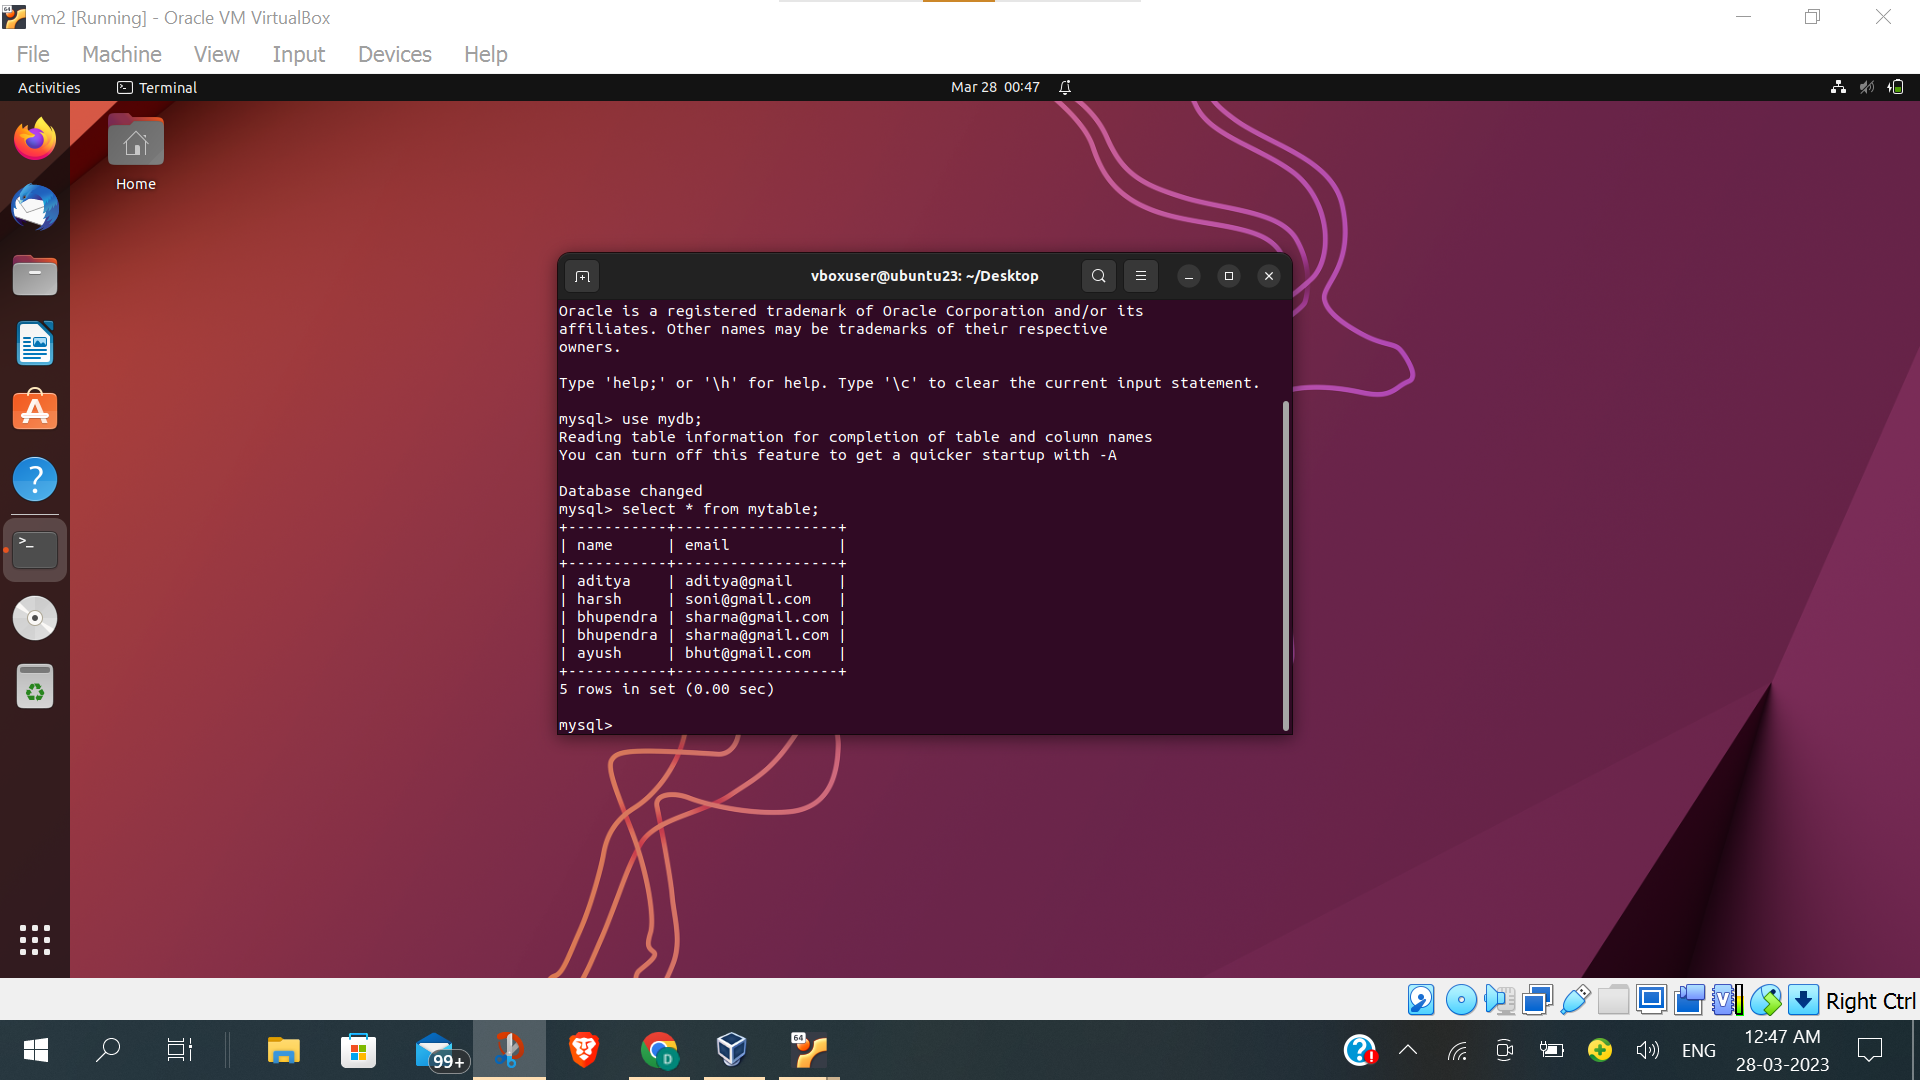 vm2 [Running] - Oracle VM VirtualBox
File Machine View Input Devices Help
Activities Terminal Mar 28 00:47
Home
vboxuser@ubuntu23: ~/Desktop
Oracle is a registered trademark of Oracle Corporation and/or its
affiliates. Other names may be trademarks of their respective
owners.
Type 'help;' or '\h' for help. Type '\c' to clear the current input statement.
mysql> use mydb;
Reading table information for completion of table and column names
You can turn off this feature to get a quicker startup with -A
Database changed
mysql> select * from mytable;
+-----------+------------------+
| name      | email            |
+-----------+------------------+
| aditya    | aditya@gmail     |
| harsh     | soni@gmail.com   |
| bhupendra | sharma@gmail.com |
| bhupendra | sharma@gmail.com |
| ayush     | bhut@gmail.com   |
+-----------+------------------+
5 rows in set (0.00 sec)
mysql>
Right Ctrl
99+
D
64
ENG
12:47 AM
28-03-2023